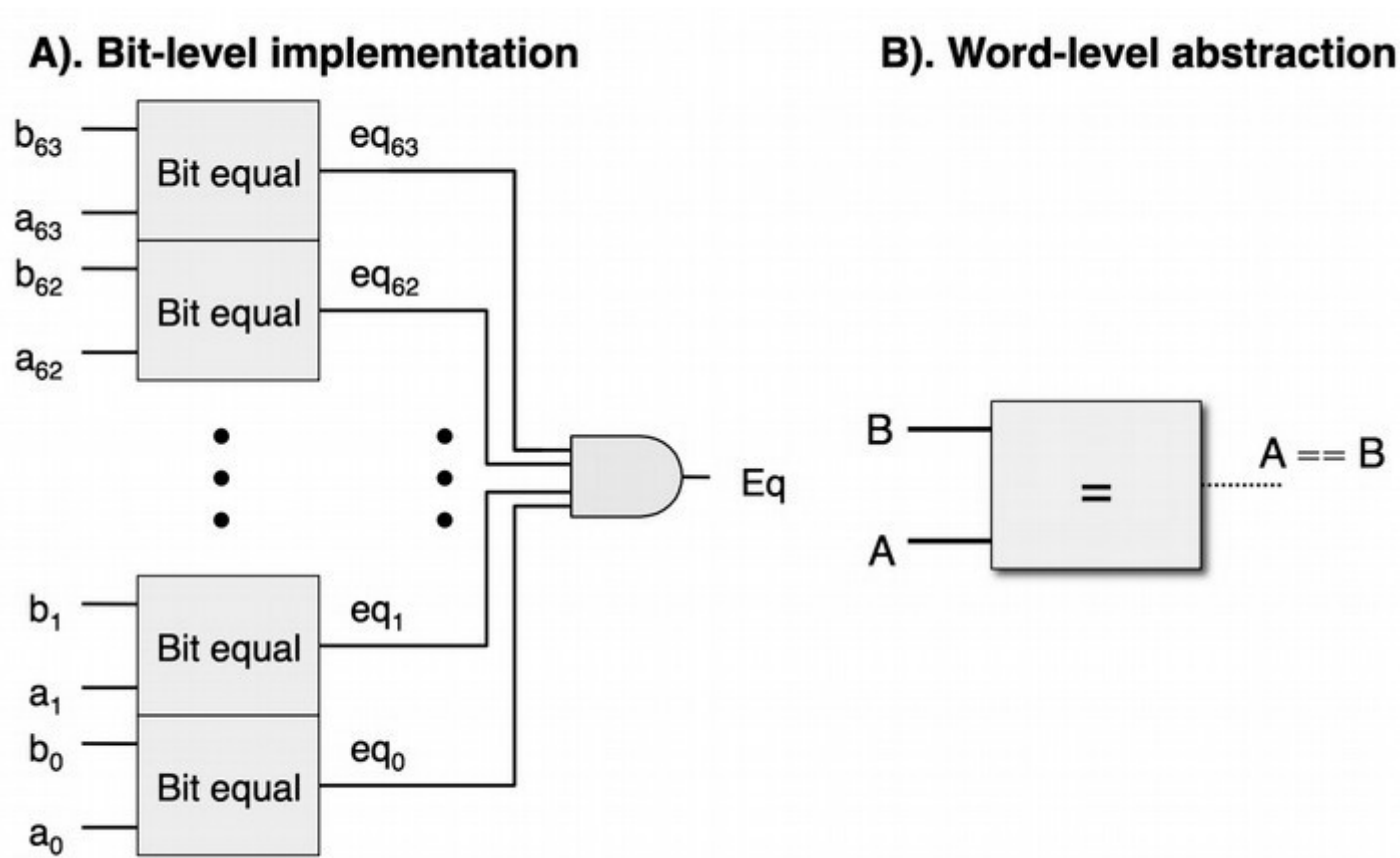 A). Bit-level implementation
b63
Bit equal
eq63
a63
b62
Bit equal
eq62
a62
Eq
b1
Bit equal
eq1
a1
b0
Bit equal
eq0
a0
B). Word-level abstraction
B
=
A == B
A